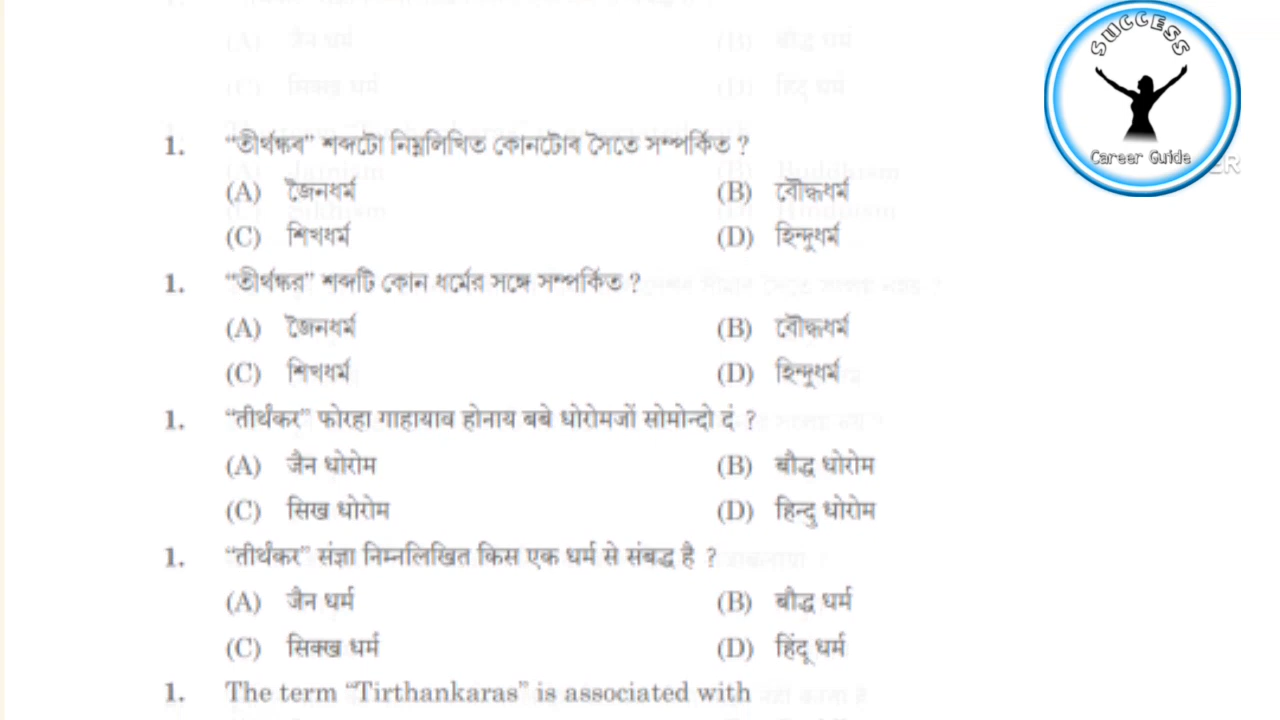 SUCCESS
Career Guide
ER
1. “তীৰ্থঙ্কৰ” শব্দটো নিম্নলিখিত কোনটোৰ সৈতে সম্পৰ্কিত ?
(A) জৈনধৰ্ম (B) বৌদ্ধধৰ্ম
(C) শিখধৰ্ম (D) হিন্দুধৰ্ম
1. “তীর্থঙ্কর” শব্দটি কোন ধর্মের সঙ্গে সম্পর্কিত ?
(A) জৈনধর্ম (B) বৌদ্ধধর্ম
(C) শিখধর্ম (D) হিন্দুধর্ম
1. “तीर्थंकर” फोरहा गाहायाव होनाय बबे धोरोमजों सोमोन्दो दं ?
(A) जैन धोरोम (B) बौद्ध धोरोम
(C) सिख धोरोम (D) हिन्दु धोरोम
1. “तीर्थंकर” संज्ञा निम्नलिखित किस एक धर्म से संबद्ध है ?
(A) जैन धर्म (B) बौद्ध धर्म
(C) सिक्ख धर्म (D) हिंदू धर्म
1. The term “Tirthankaras” is associated with